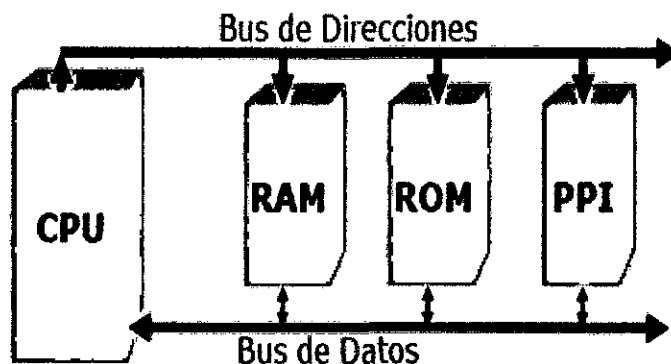 Bus de Direcciones
CPU
RAM
ROM
PPI
Bus de Datos